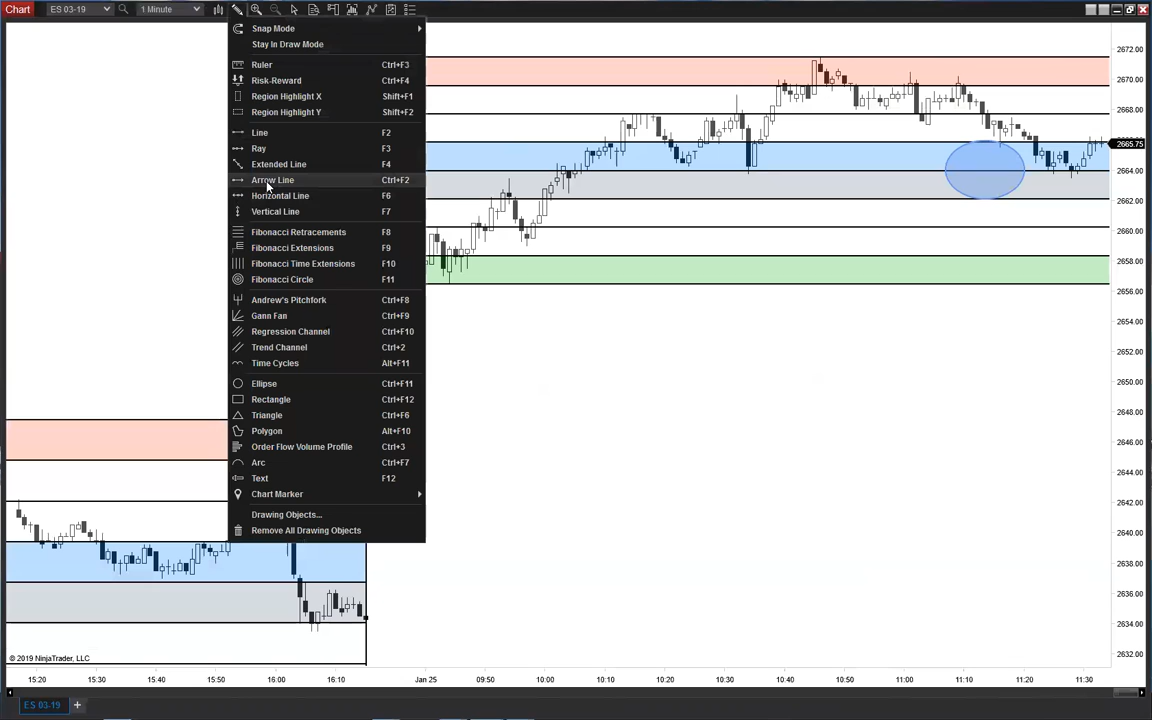 Chart ES 03-19 1 Minute
Snap Mode
Stay In Draw Mode
Ruler Ctrl+F3
Risk-Reward Ctrl+F4
Region Highlight X Shift+F1
Region Highlight Y Shift+F2
Line F2
Ray F3
Extended Line F4
Arrow Line Ctrl+F2
Horizontal Line F6
Vertical Line F7
Fibonacci Retracements F8
Fibonacci Extensions F9
Fibonacci Time Extensions F10
Fibonacci Circle F11
Andrew's Pitchfork Ctrl+F8
Gann Fan Ctrl+F9
Regression Channel Ctrl+F10
Trend Channel Ctrl+2
Time Cycles Alt+F11
Ellipse Ctrl+F11
Rectangle Ctrl+F12
Triangle Ctrl+F6
Polygon Alt+F10
Order Flow Volume Profile Ctrl+3
Arc Ctrl+F7
Text F12
Chart Marker
Drawing Objects...
Remove All Drawing Objects
2672.00
2670.00
2668.00
2665.75
2664.00
2662.00
2660.00
2658.00
2656.00
2654.00
2652.00
2650.00
2648.00
2646.00
2644.00
2642.00
2640.00
2638.00
2636.00
2634.00
2632.00
© 2019 NinjaTrader, LLC
15:20 15:30 15:40 15:50 16:00 16:10 Jan 25 09:50 10:00 10:10 10:20 10:30 10:40 10:50 11:00 11:10 11:20 11:30
ES 03-19 +